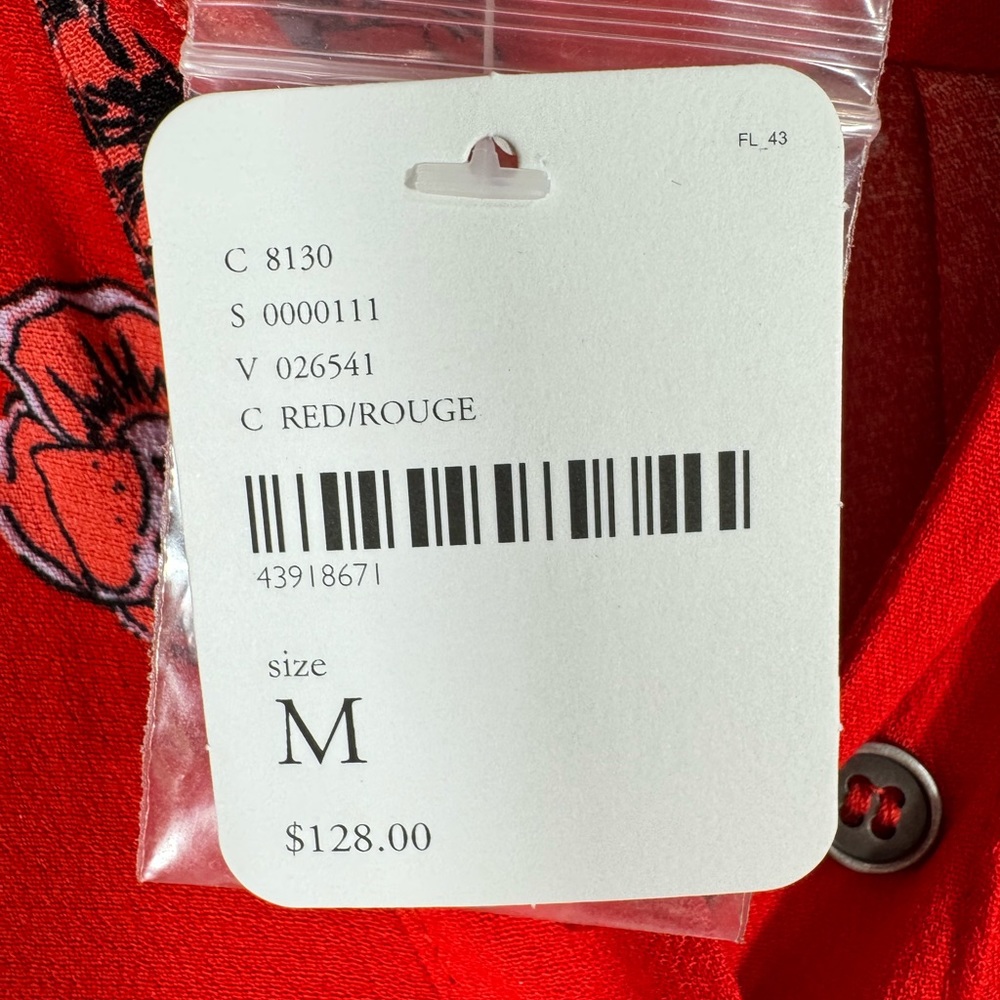 FL_43
C 8130
S 0000111
V 026541
C RED/ROUGE
43918671
size
M
$128.00